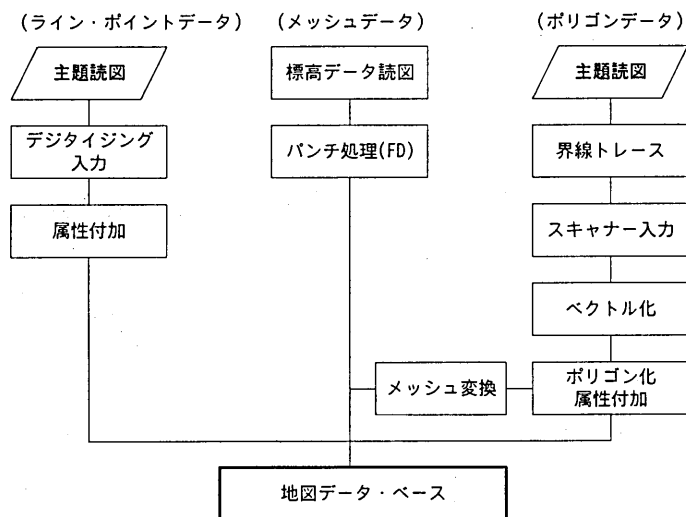 (ライン・ポイントデータ)
(メッシュデータ)
(ポリゴンデータ)
主題読図
標高データ読図
主題読図
デジタイジング
入力
パンチ処理(FD)
界線トレース
属性付加
スキャナー入力
ベクトル化
メッシュ変換
ポリゴン化
属性付加
地図データ・ベース